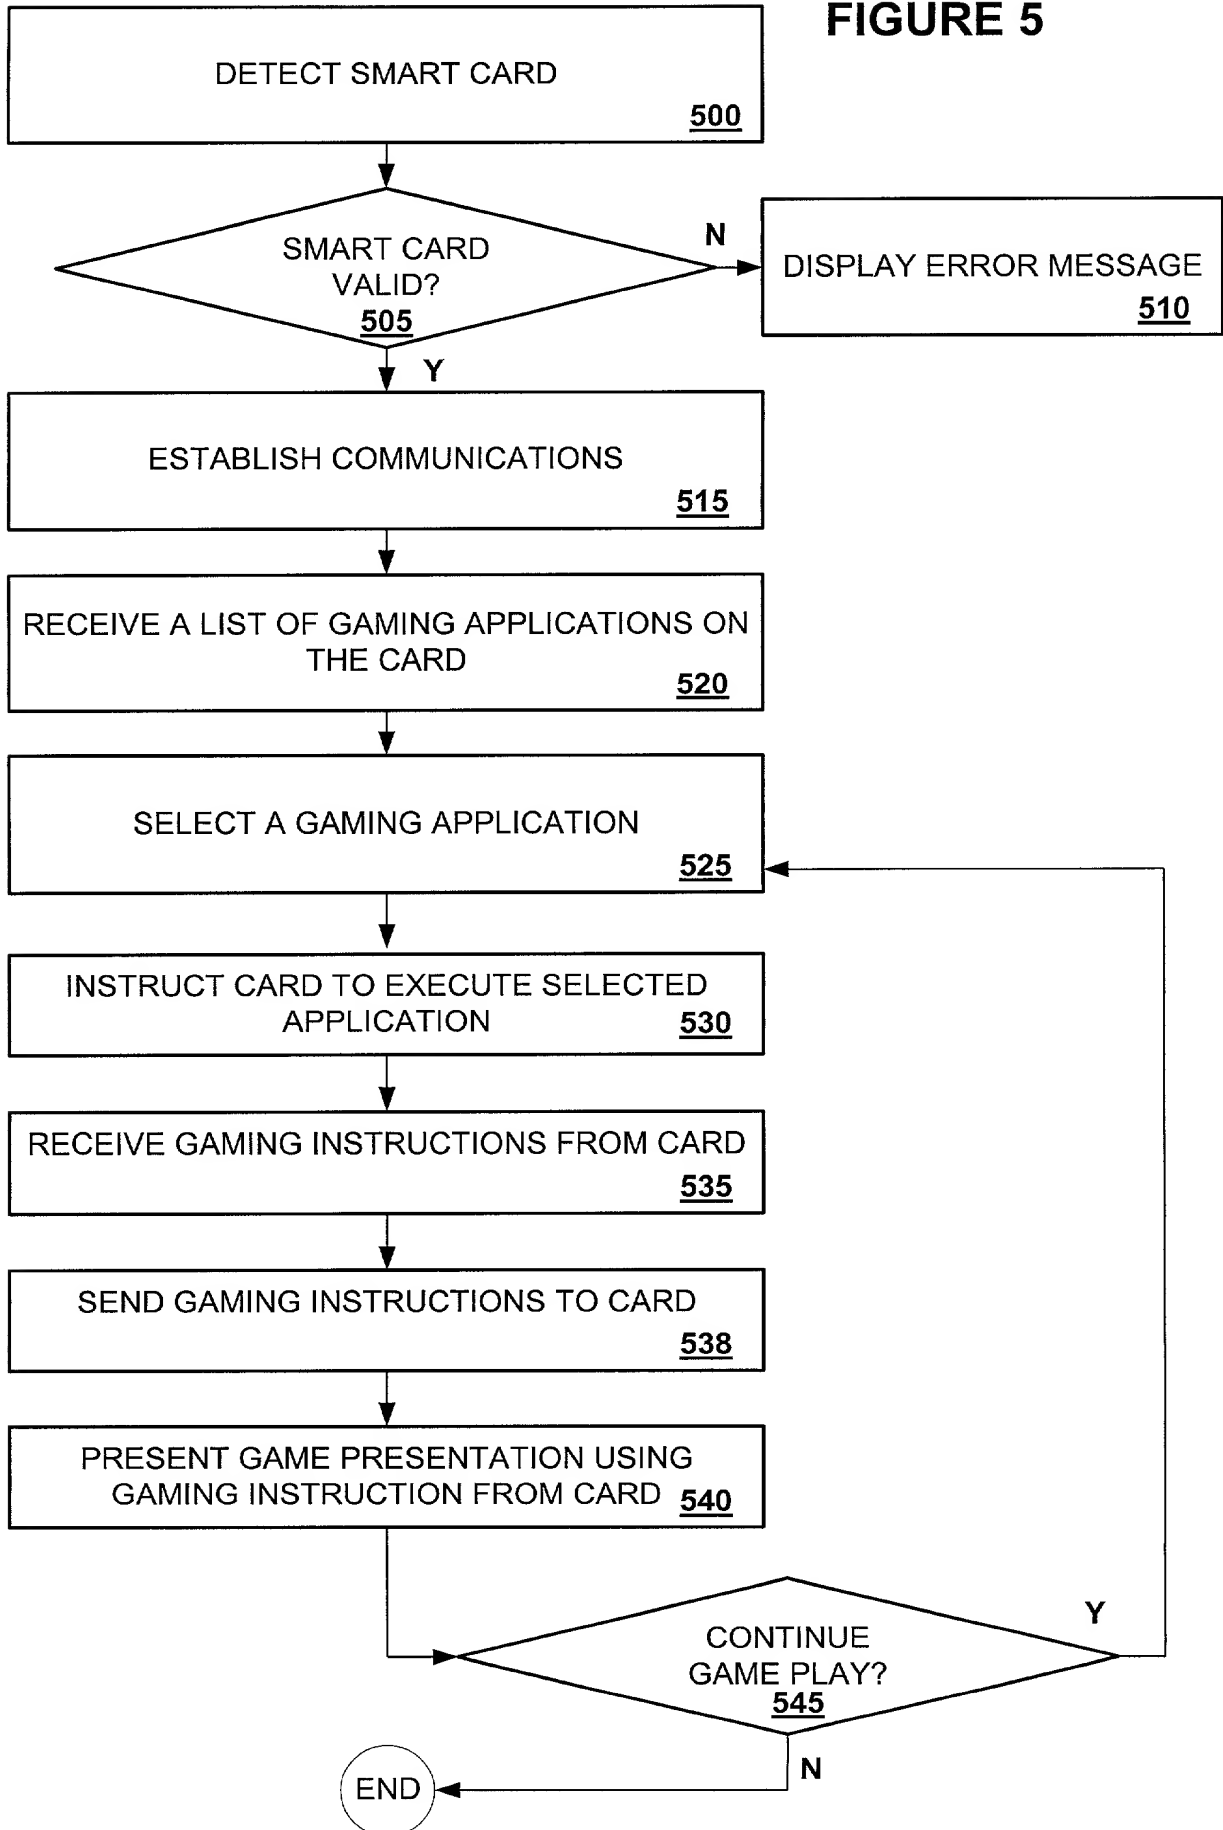 FIGURE 5
DETECT SMART CARD
500
SMART CARD
VALID?
505
N
DISPLAY ERROR MESSAGE
510
Y
ESTABLISH COMMUNICATIONS
515
RECEIVE A LIST OF GAMING APPLICATIONS ON
THE CARD
520
SELECT A GAMING APPLICATION
525
INSTRUCT CARD TO EXECUTE SELECTED
APPLICATION 530
RECEIVE GAMING INSTRUCTIONS FROM CARD
535
SEND GAMING INSTRUCTIONS TO CARD
538
PRESENT GAME PRESENTATION USING
GAMING INSTRUCTION FROM CARD 540
Y
CONTINUE
GAME PLAY?
545
N
END